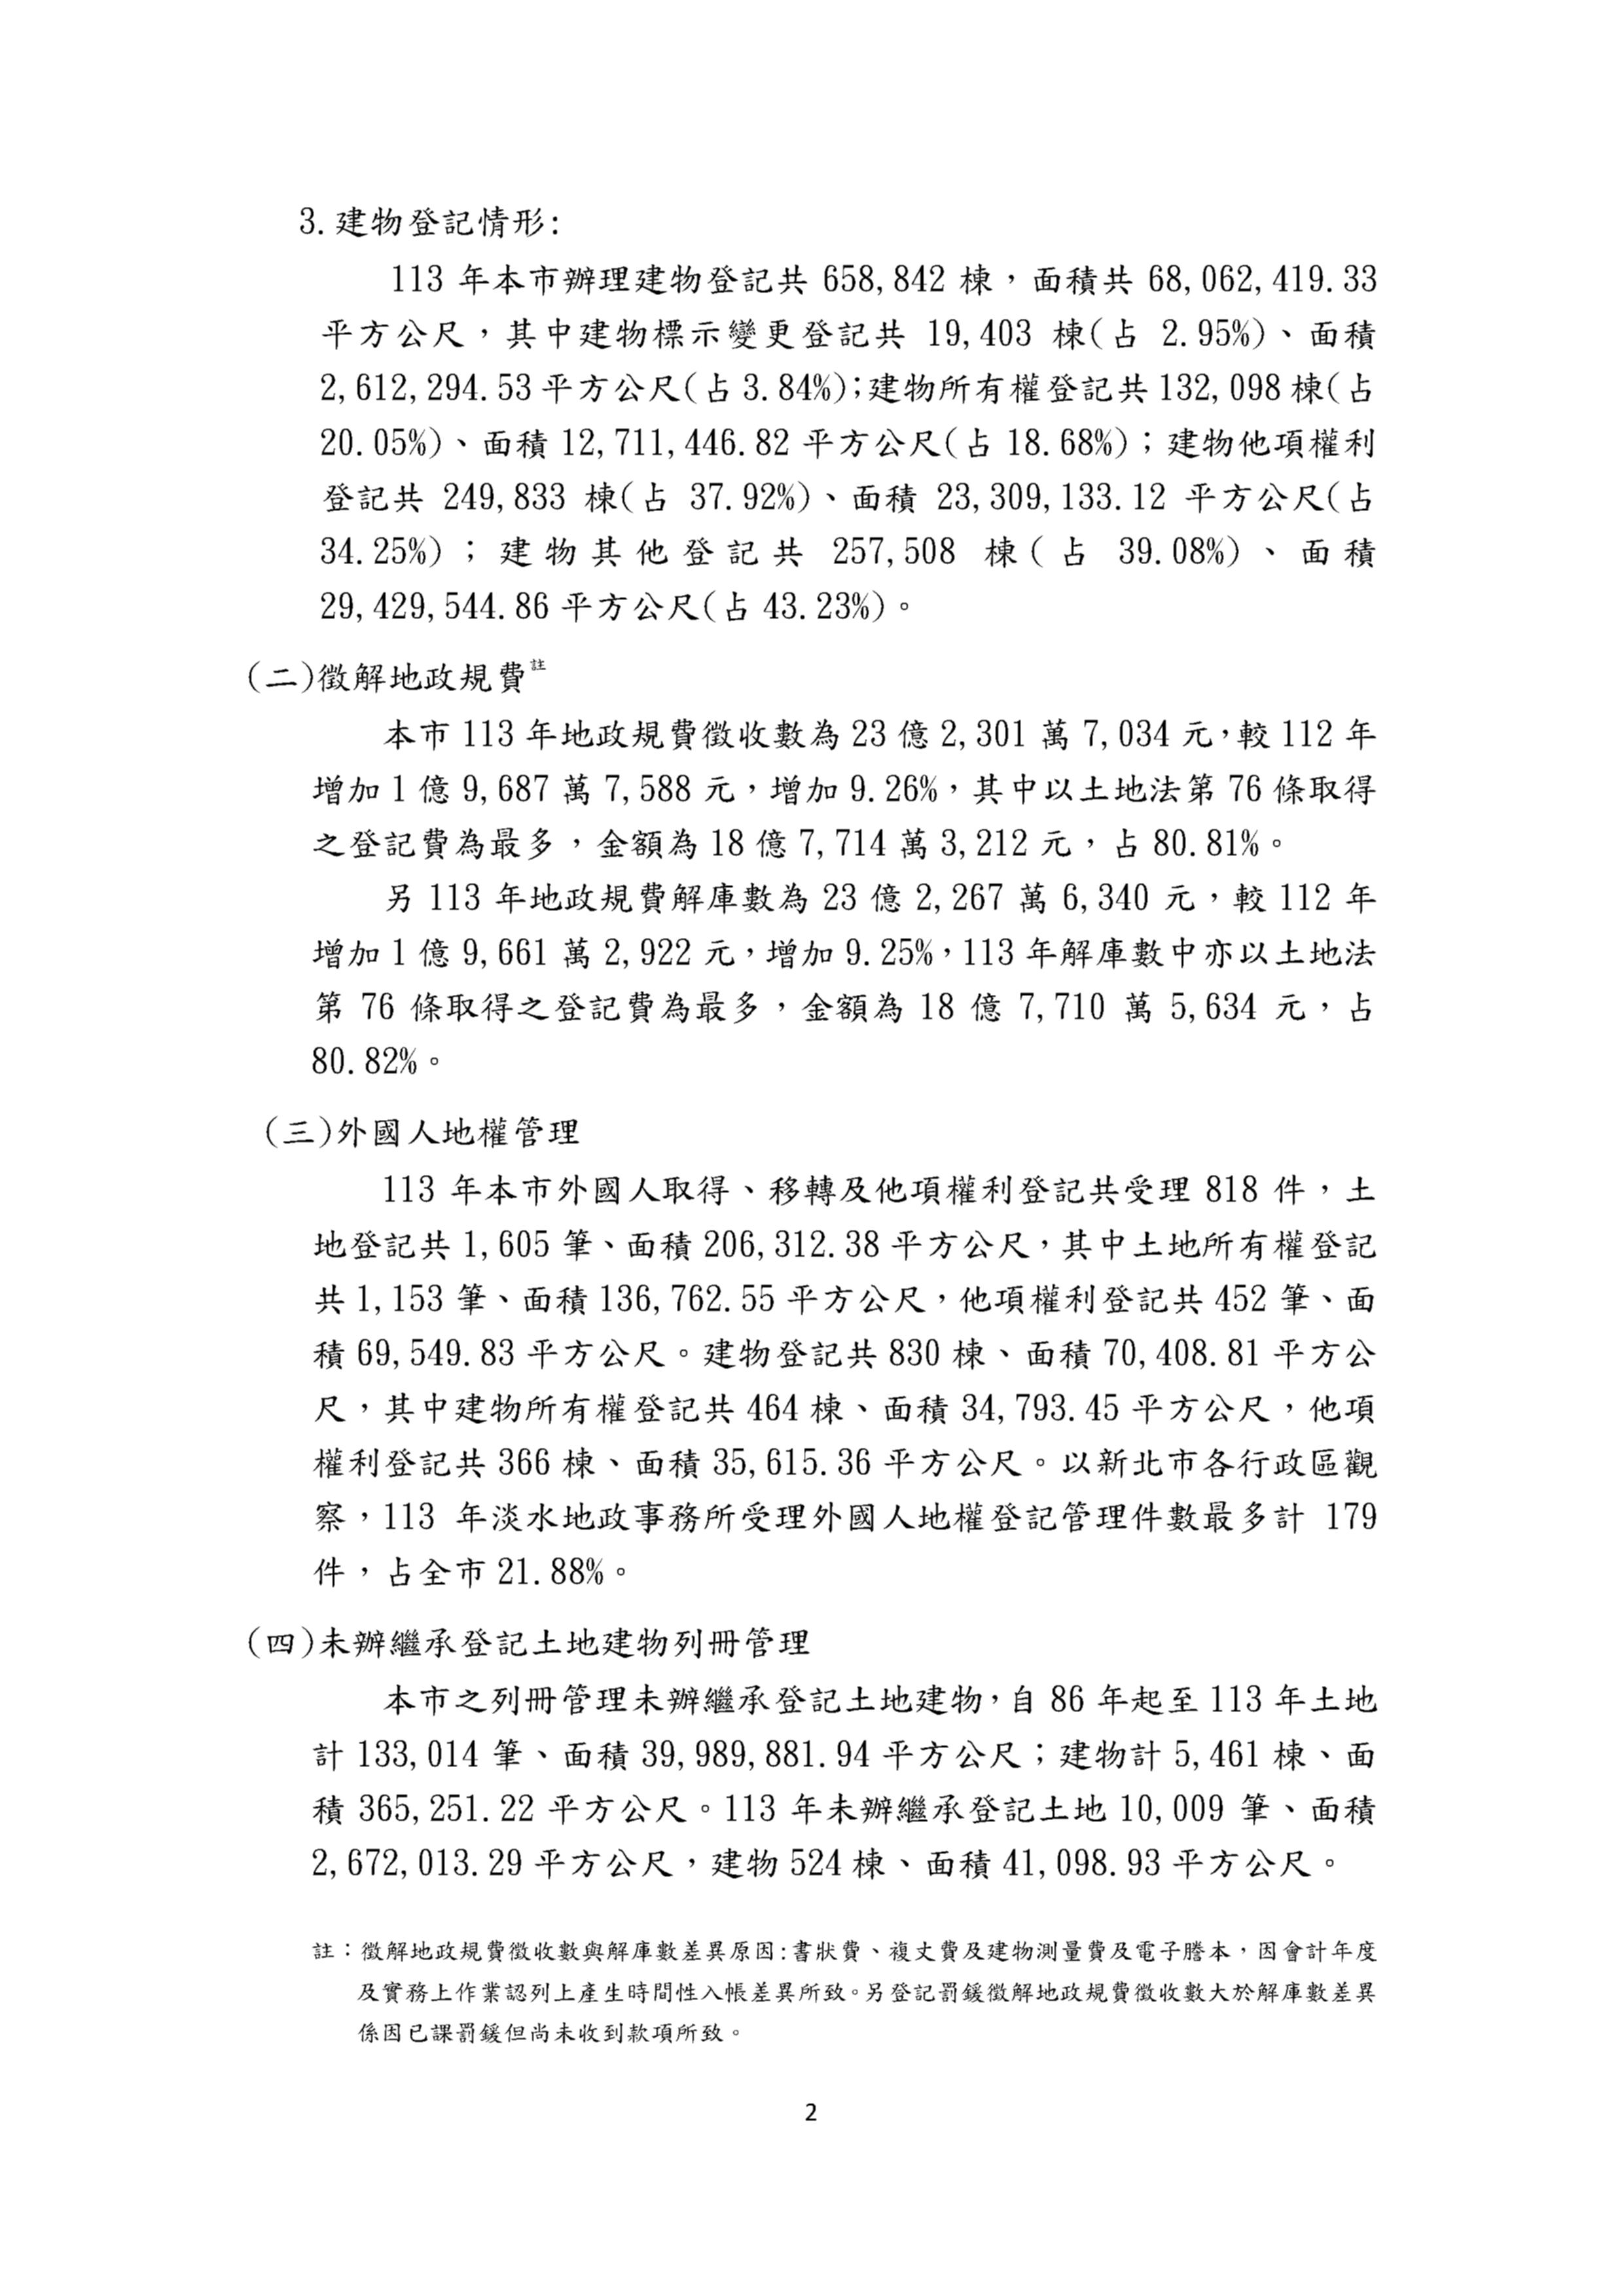 3.建物登記情形:
113 年本市辦理建物登記共 658,842 棟，面積共 68,062,419.33
平方公尺，其中建物標示變更登記共 19,403 棟(占 2.95%)、面積
2,612,294.53 平方公尺(占 3.84%);建物所有權登記共 132,098 棟(占
20.05%)、面積 12,711,446.82 平方公尺(占 18.68%)；建物他項權利
登記共 249,833 棟(占 37.92%)、面積 23,309,133.12 平方公尺(占
34.25%)；建物其他登記共 257,508 棟(占 39.08%)、面積
29,429,544.86 平方公尺(占 43.23%)。
(二)徵解地政規費註
本市 113 年地政規費徵收數為 23 億 2,301 萬 7,034 元，較 112 年
增加 1 億 9,687 萬 7,588 元，增加 9.26%，其中以土地法第 76 條取得
之登記費為最多，金額為 18 億 7,714 萬 3,212 元，占 80.81%。
另 113 年地政規費解庫數為 23 億 2,267 萬 6,340 元，較 112 年
增加 1 億 9,661 萬 2,922 元，增加 9.25%，113 年解庫數中亦以土地法
第 76 條取得之登記費為最多，金額為 18 億 7,710 萬 5,634 元，占
80.82%。
(三)外國人地權管理
113 年本市外國人取得、移轉及他項權利登記共受理 818 件，土
地登記共 1,605 筆、面積 206,312.38 平方公尺，其中土地所有權登記
共 1,153 筆、面積 136,762.55 平方公尺，他項權利登記共 452 筆、面
積 69,549.83 平方公尺。建物登記共 830 棟、面積 70,408.81 平方公
尺，其中建物所有權登記共 464 棟、面積 34,793.45 平方公尺，他項
權利登記共 366 棟、面積 35,615.36 平方公尺。以新北市各行政區觀
察，113 年淡水地政事務所受理外國人地權登記管理件數最多計 179
件，占全市 21.88%。
(四)未辦繼承登記土地建物列冊管理
本市之列冊管理未辦繼承登記土地建物，自 86 年起至 113 年土地
計 133,014 筆、面積 39,989,881.94 平方公尺；建物計 5,461 棟、面
積 365,251.22 平方公尺。113 年未辦繼承登記土地 10,009 筆、面積
2,672,013.29 平方公尺，建物 524 棟、面積 41,098.93 平方公尺。
註：徵解地政規費徵收數與解庫數差異原因:書狀費、複丈費及建物測量費及電子謄本，因會計年度
及實務上作業認列上產生時間性入帳差異所致。另登記罰鍰徵解地政規費徵收數大於解庫數差異
係因已課罰鍰但尚未收到款項所致。
2